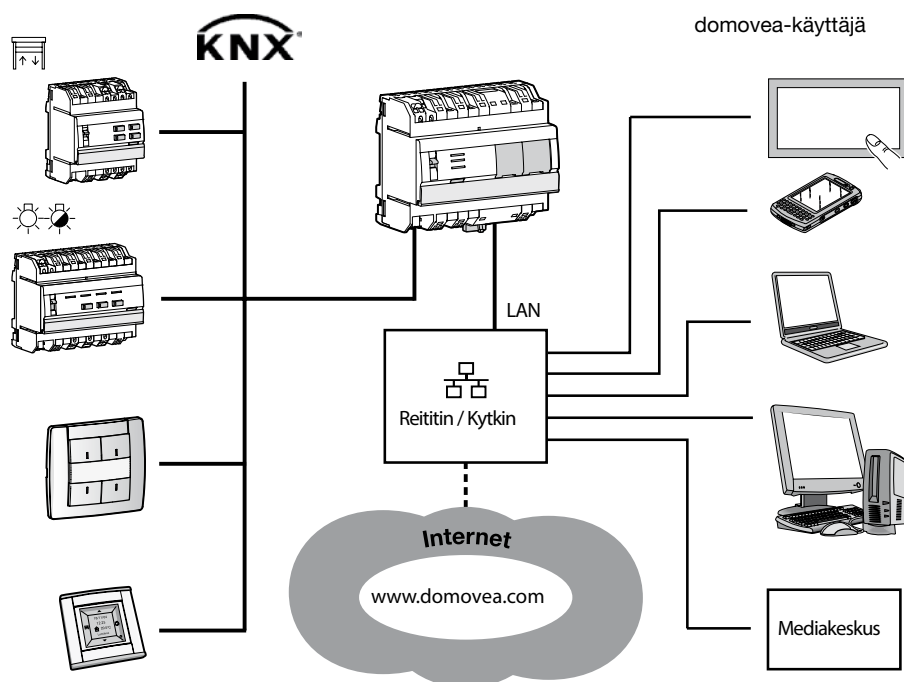 KNX®
domovea-käyttäjä
LAN
Reititin / Kytkin
Internet
www.domovea.com
Mediakeskus